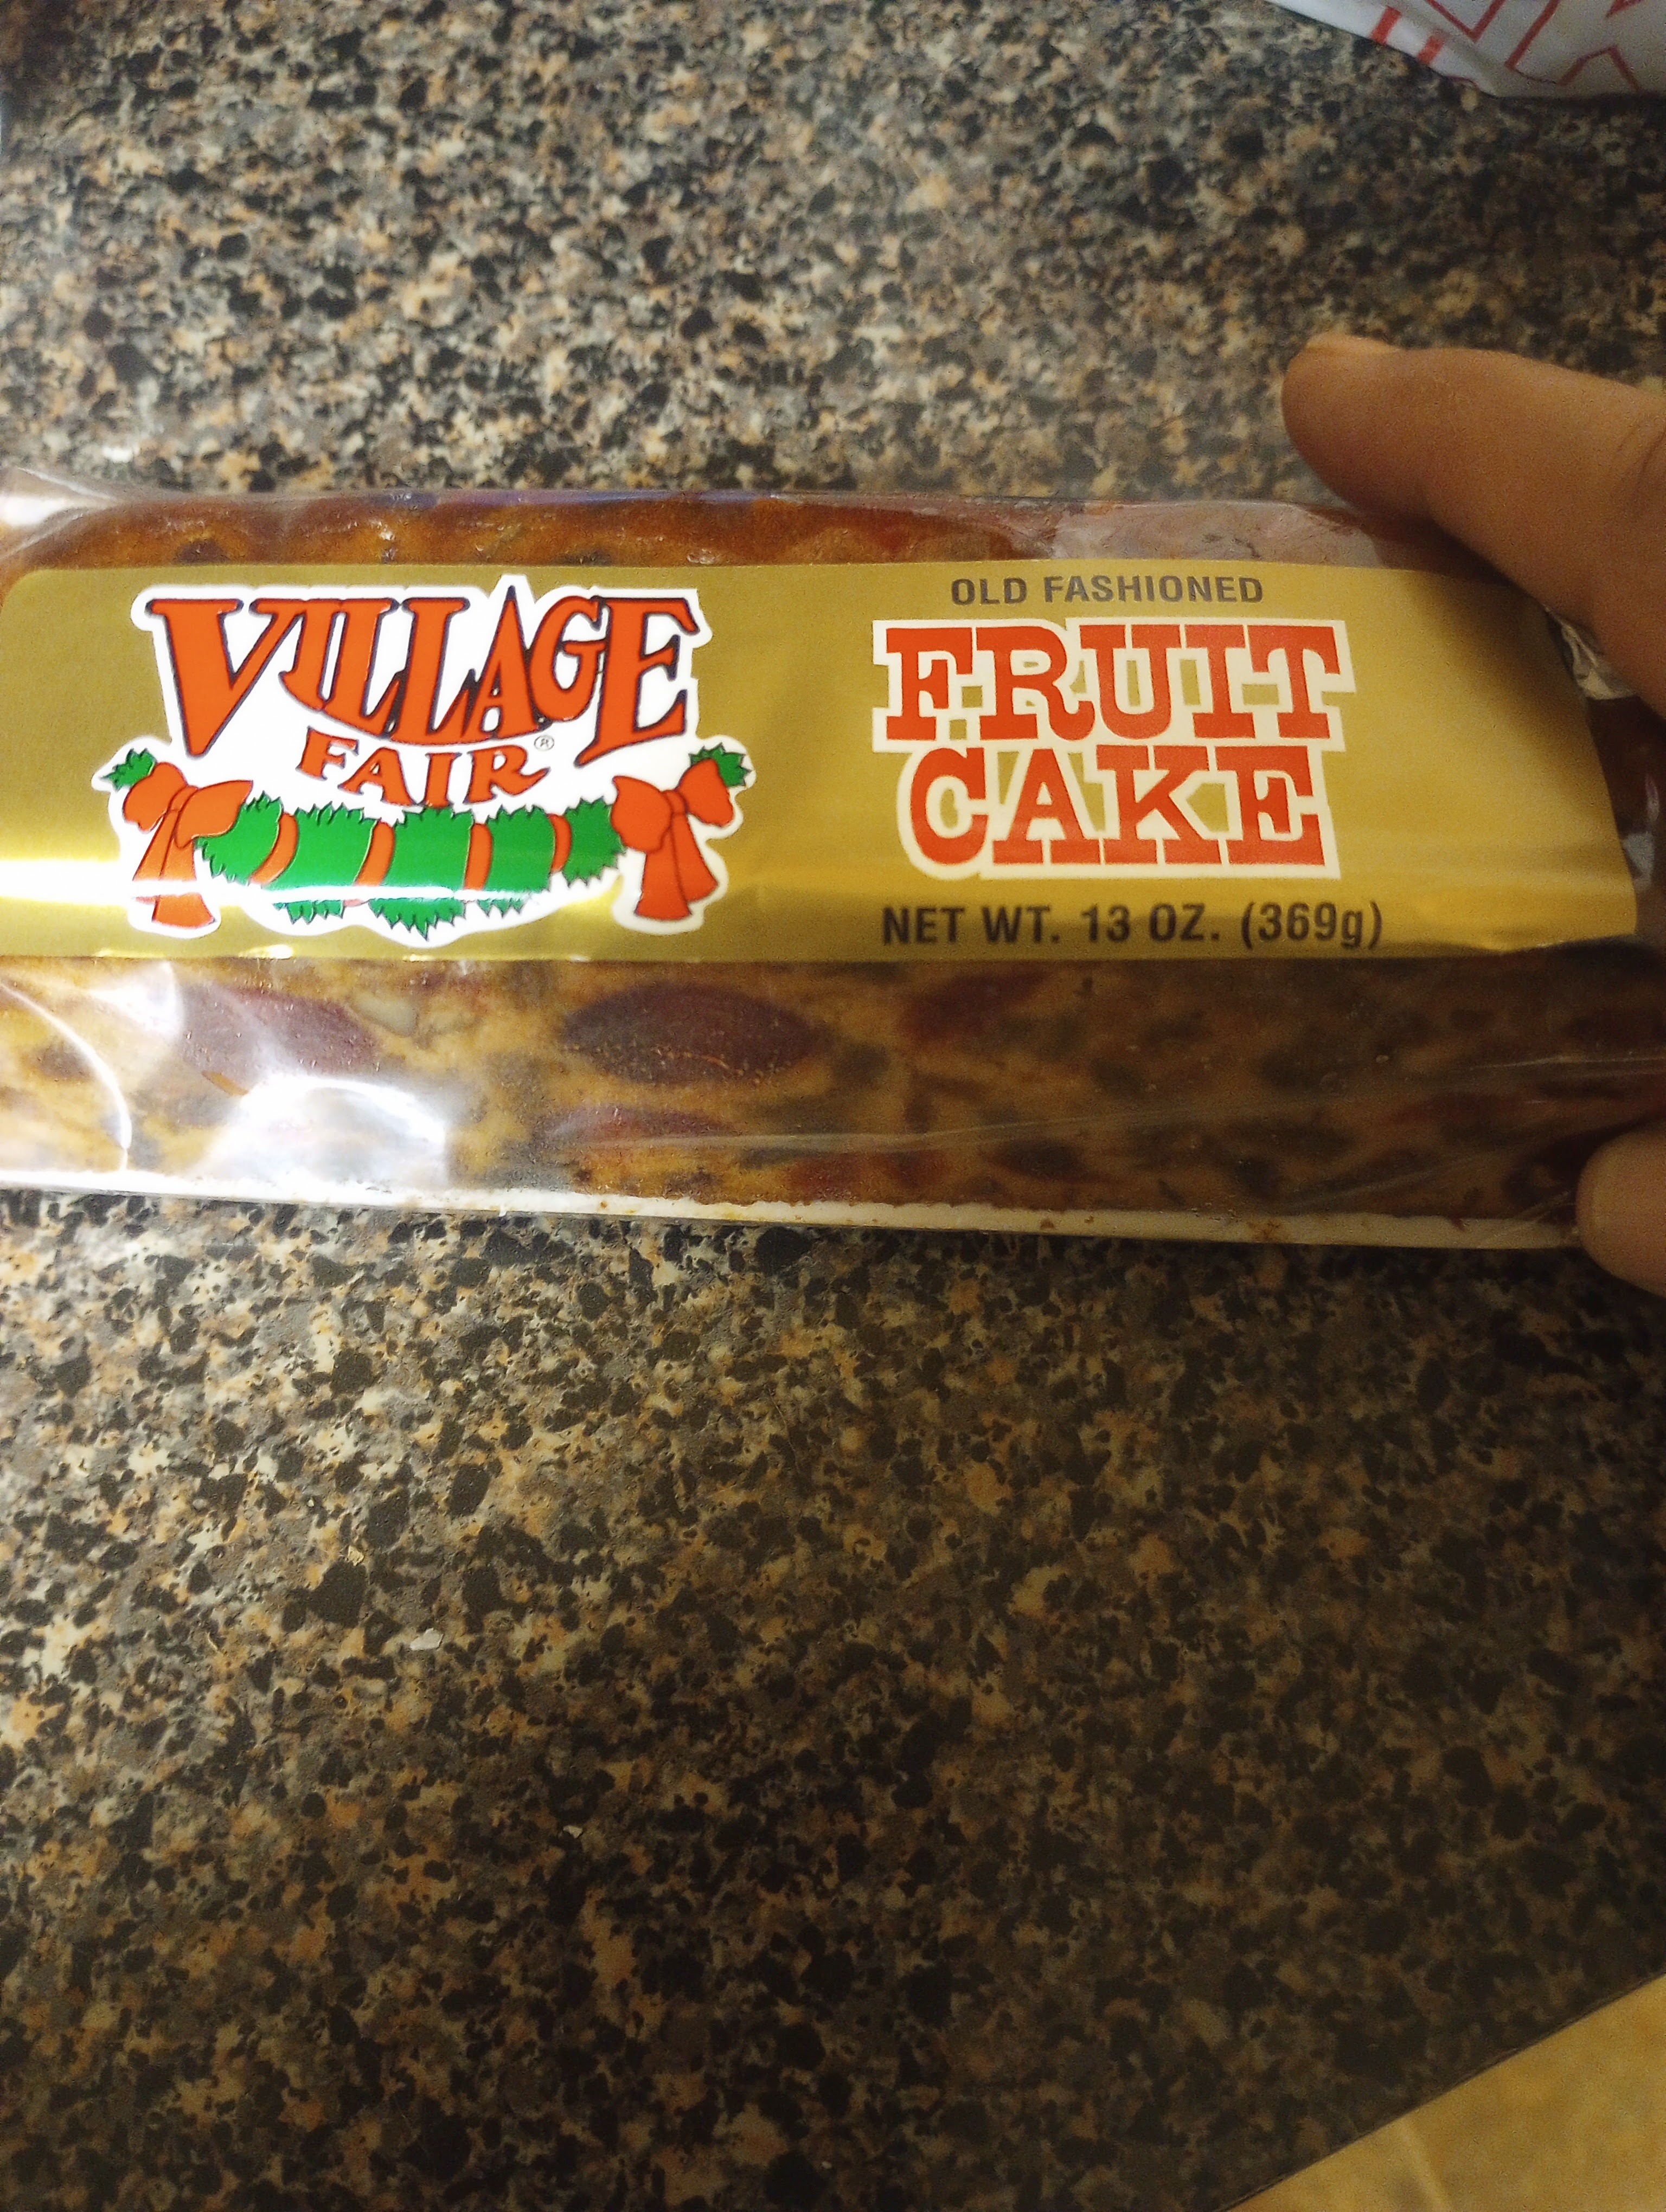 VILLAGE
FAIR®
OLD FASHIONED
FRUIT
CAKE
NET WT. 13 OZ. (369g)